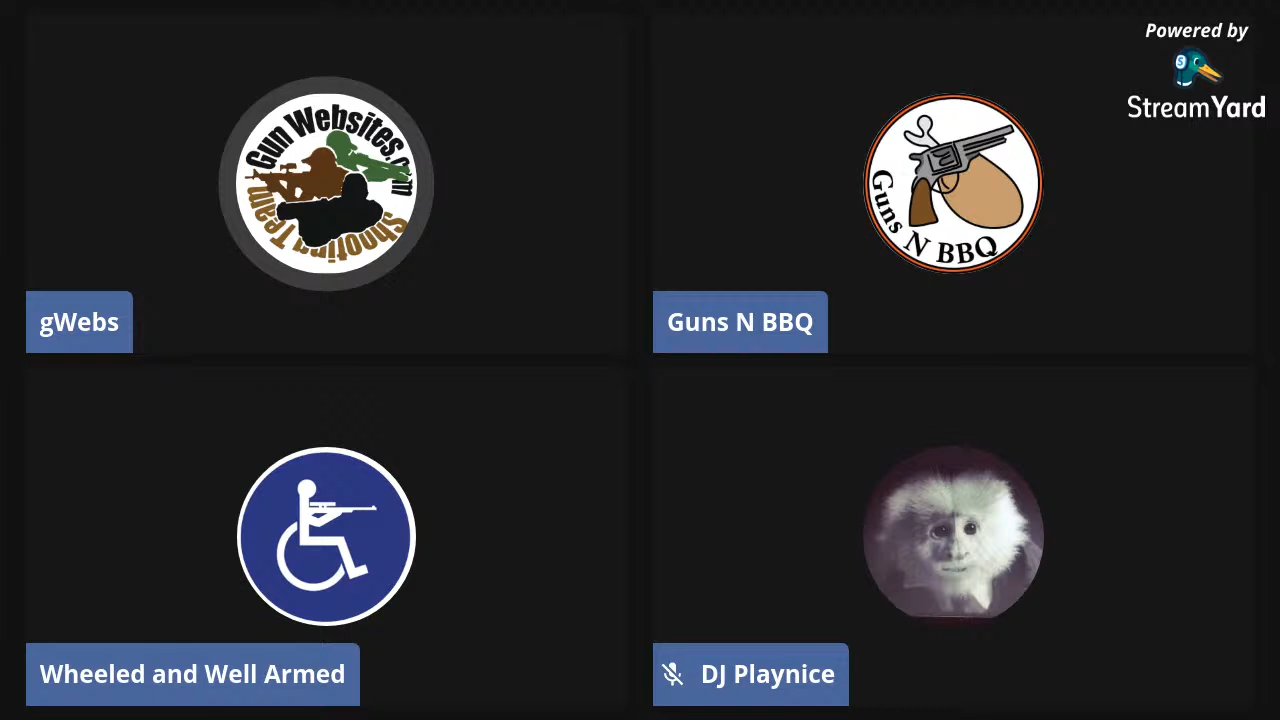 Powered by
S
StreamYard
Gun Websites.com
Shooting Team
gWebs
Guns N BBQ
Guns N BBQ
Wheeled and Well Armed
DJ Playnice